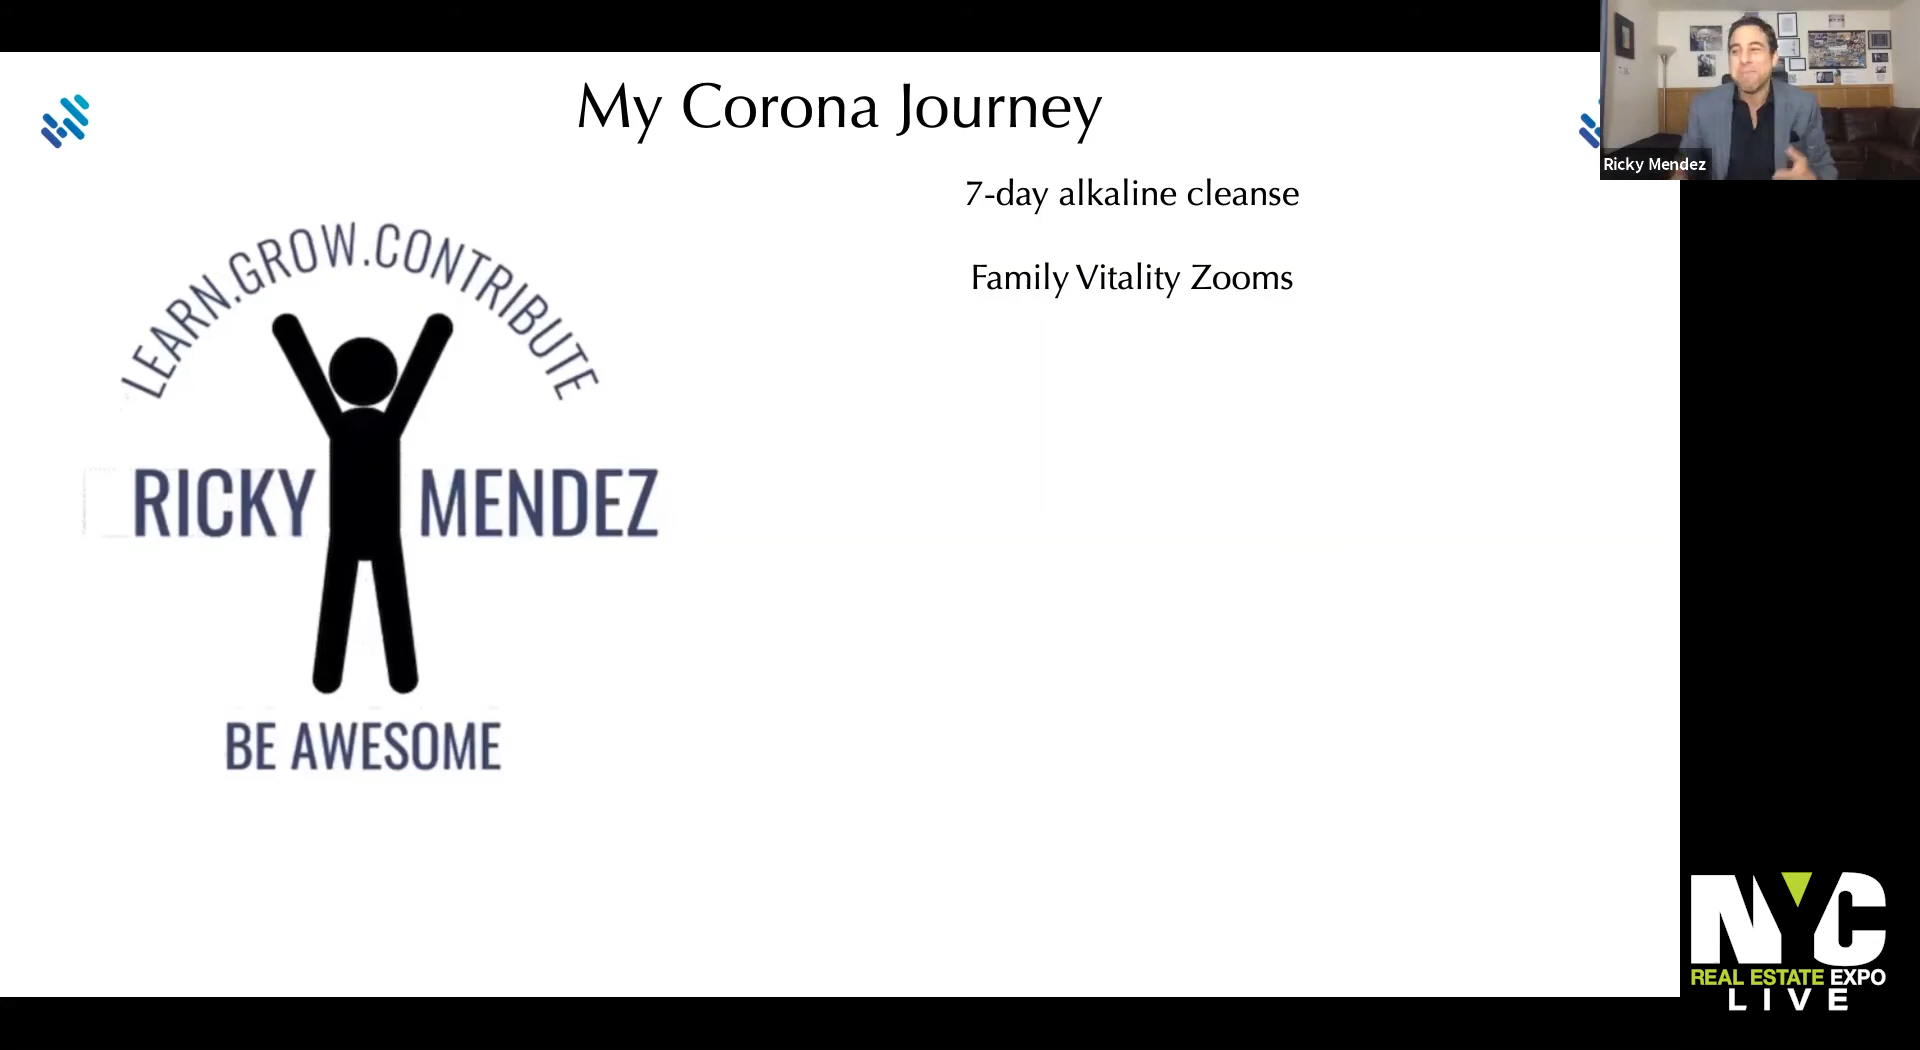 My Corona Journey
Ricky Mendez
7-day alkaline cleanse
Family Vitality Zooms
LEARN.GROW.CONTRIBUTE
RICKY MENDEZ
BE AWESOME
NYC
REAL ESTATE EXPO
LIVE